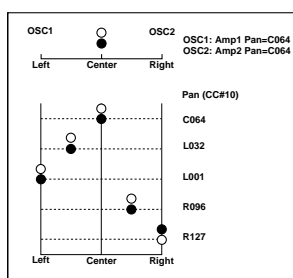 OSC1
OSC2
OSC1: Amp1 Pan=C064
OSC2: Amp2 Pan=C064
Left
Center
Right
Pan (CC#10)
C064
L032
L001
R096
R127
Left
Center
Right